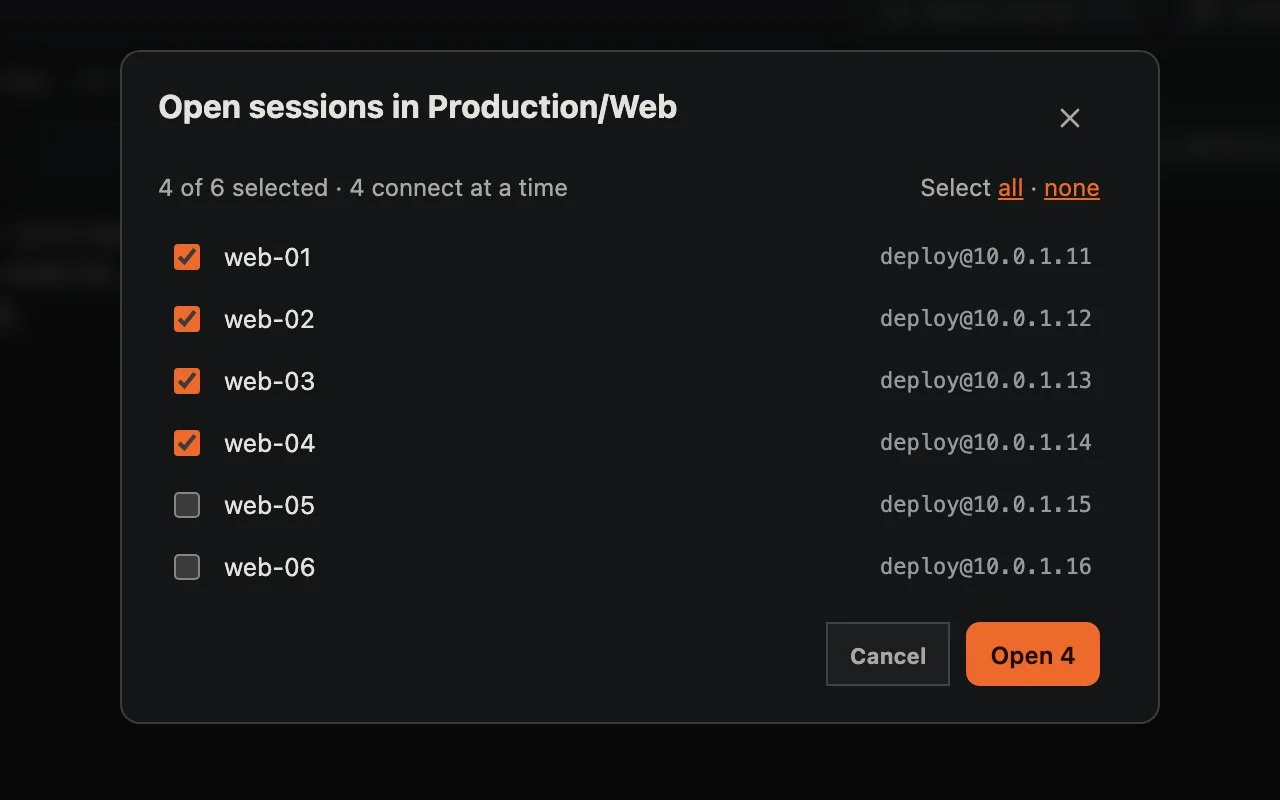 Open sessions in Production/Web
4 of 6 selected · 4 connect at a time Select all · none
web-01 deploy@10.0.1.11
web-02 deploy@10.0.1.12
web-03 deploy@10.0.1.13
web-04 deploy@10.0.1.14
web-05 deploy@10.0.1.15
web-06 deploy@10.0.1.16
Cancel Open 4